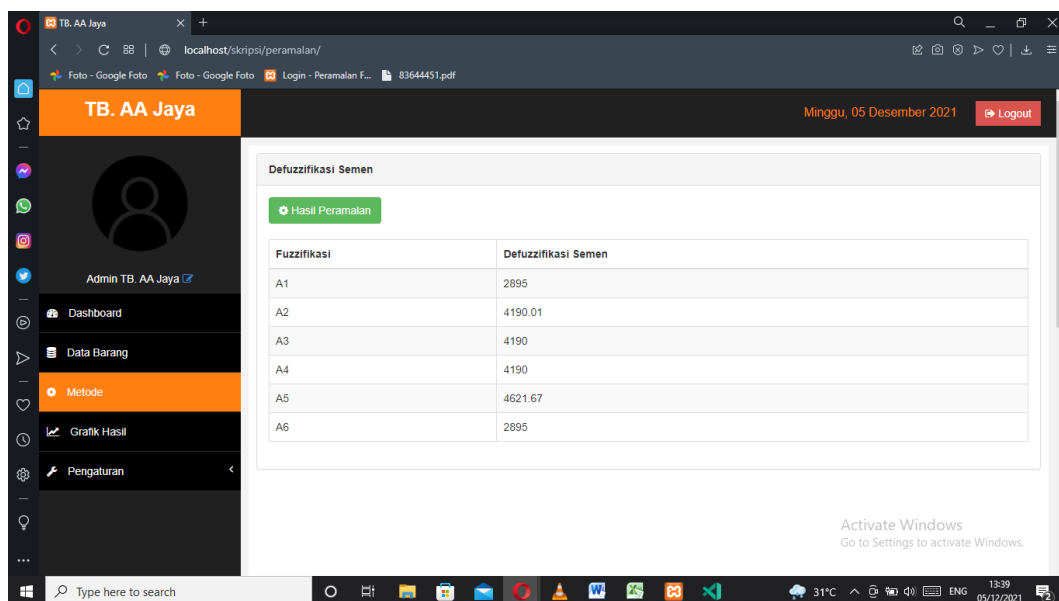 TB. AA Jaya
localhost/skripsi/peramalan/
Foto - Google Foto Foto - Google Foto Login - Peramalan F... 83644451.pdf
TB. AA Jaya
Minggu, 05 Desember 2021 Logout
Defuzzifikasi Semen
Hasil Peramalan
Fuzzifikasi Defuzzifikasi Semen
A1 2895
A2 4190.01
A3 4190
A4 4190
A5 4621.67
A6 2895
Admin TB. AA Jaya
Dashboard
Data Barang
Metode
Grafik Hasil
Pengaturan
Activate Windows
Go to Settings to activate Windows.
Type here to search
31°C ENG 13:39
05/12/2021